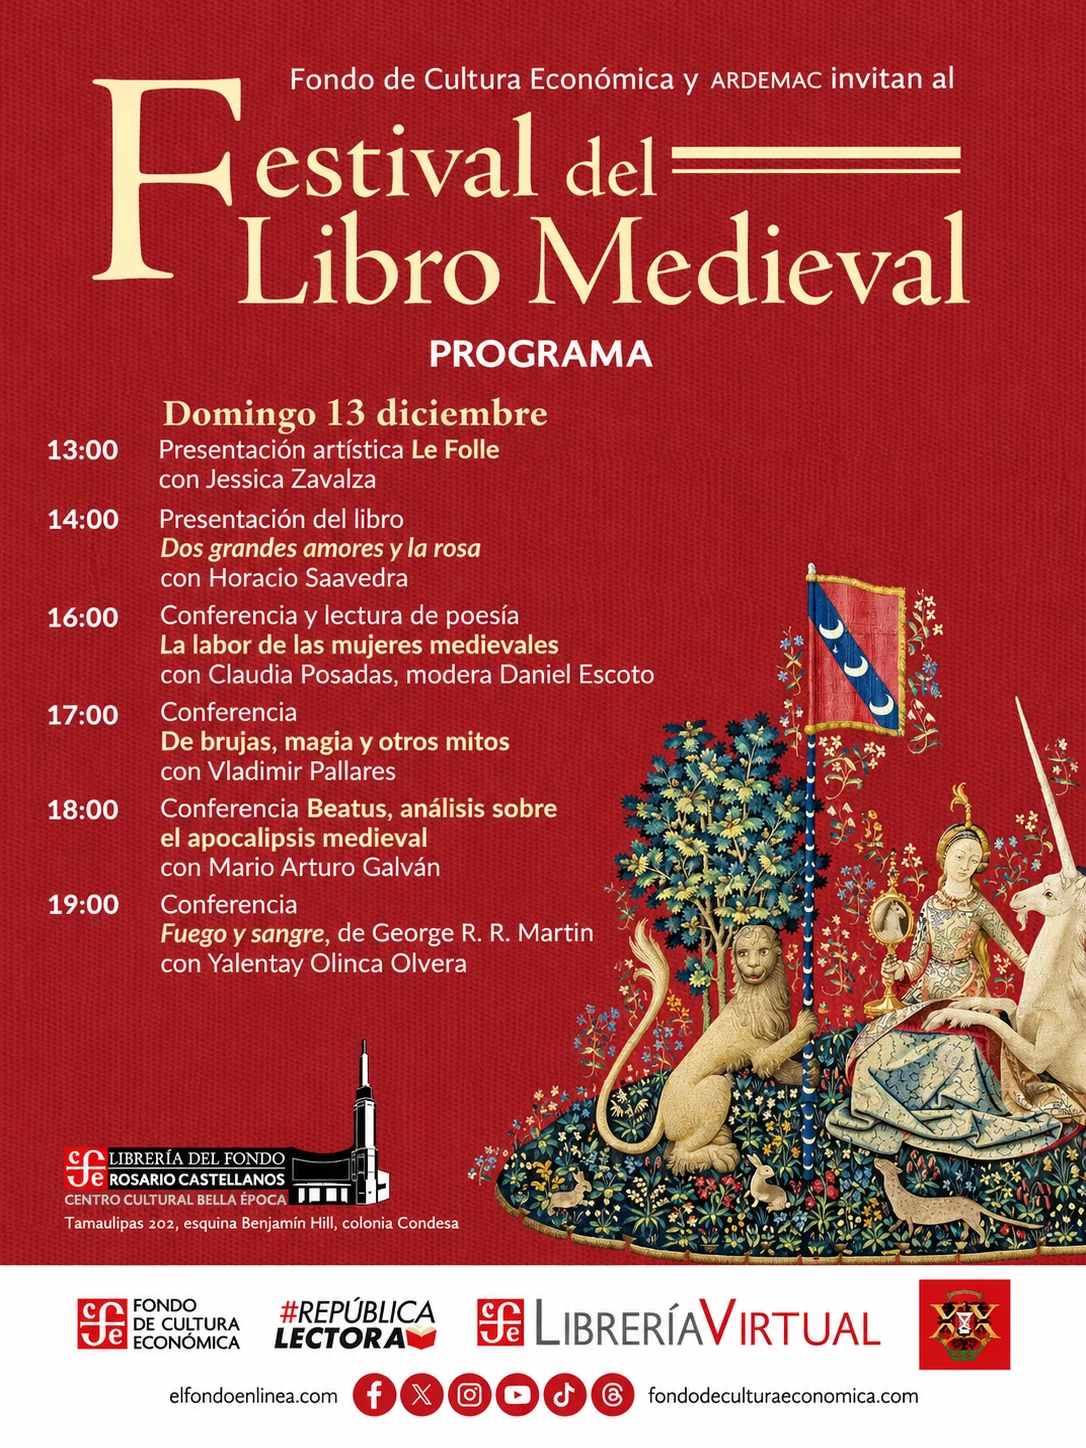 Fondo de Cultura Económica y ARDEMAC invitan al
Festival del
Libro Medieval
PROGRAMA
Domingo 13 diciembre
13:00 Presentación artística Le Folle
con Jessica Zavalza
14:00 Presentación del libro
Dos grandes amores y la rosa
con Horacio Saavedra
16:00 Conferencia y lectura de poesía
La labor de las mujeres medievales
con Claudia Posadas, modera Daniel Escoto
17:00 Conferencia
De brujas, magia y otros mitos
con Vladimir Pallares
18:00 Conferencia Beatus, análisis sobre
el apocalipsis medieval
con Mario Arturo Galván
19:00 Conferencia
Fuego y sangre, de George R. R. Martin
con Yalentay Olinca Olvera
cfe LIBRERÍA DEL FONDO
ROSARIO CASTELLANOS
CENTRO CULTURAL BELLA ÉPOCA
Tamaulipas 202, esquina Benjamín Hill, colonia Condesa
cfe FONDO
DE CULTURA
ECONÓMICA
#REPÚBLICA
LECTORA
cfe LIBRERÍAVIRTUAL
elfondoenlinea.com
fondodeculturaeconomica.com